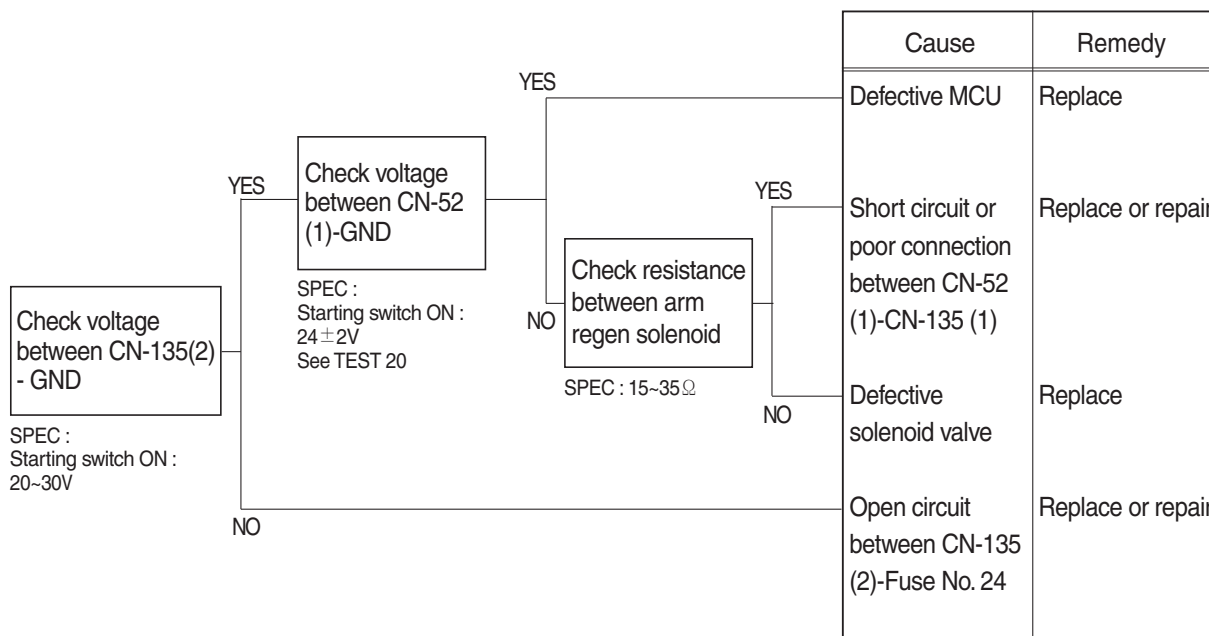 Cause
Remedy
YES
Defective MCU
Replace
YES
Check voltage
between CN-52
(1)-GND
SPEC :
Starting switch ON :
24±2V
See TEST 20
YES
Short circuit or
poor connection
between CN-52
(1)-CN-135 (1)
Replace or repair
NO
Check resistance
between arm
regen solenoid
SPEC : 15~35Ω
Check voltage
between CN-135(2)
- GND
SPEC :
Starting switch ON :
20~30V
NO
Defective
solenoid valve
Replace
NO
Open circuit
between CN-135
(2)-Fuse No. 24
Replace or repair